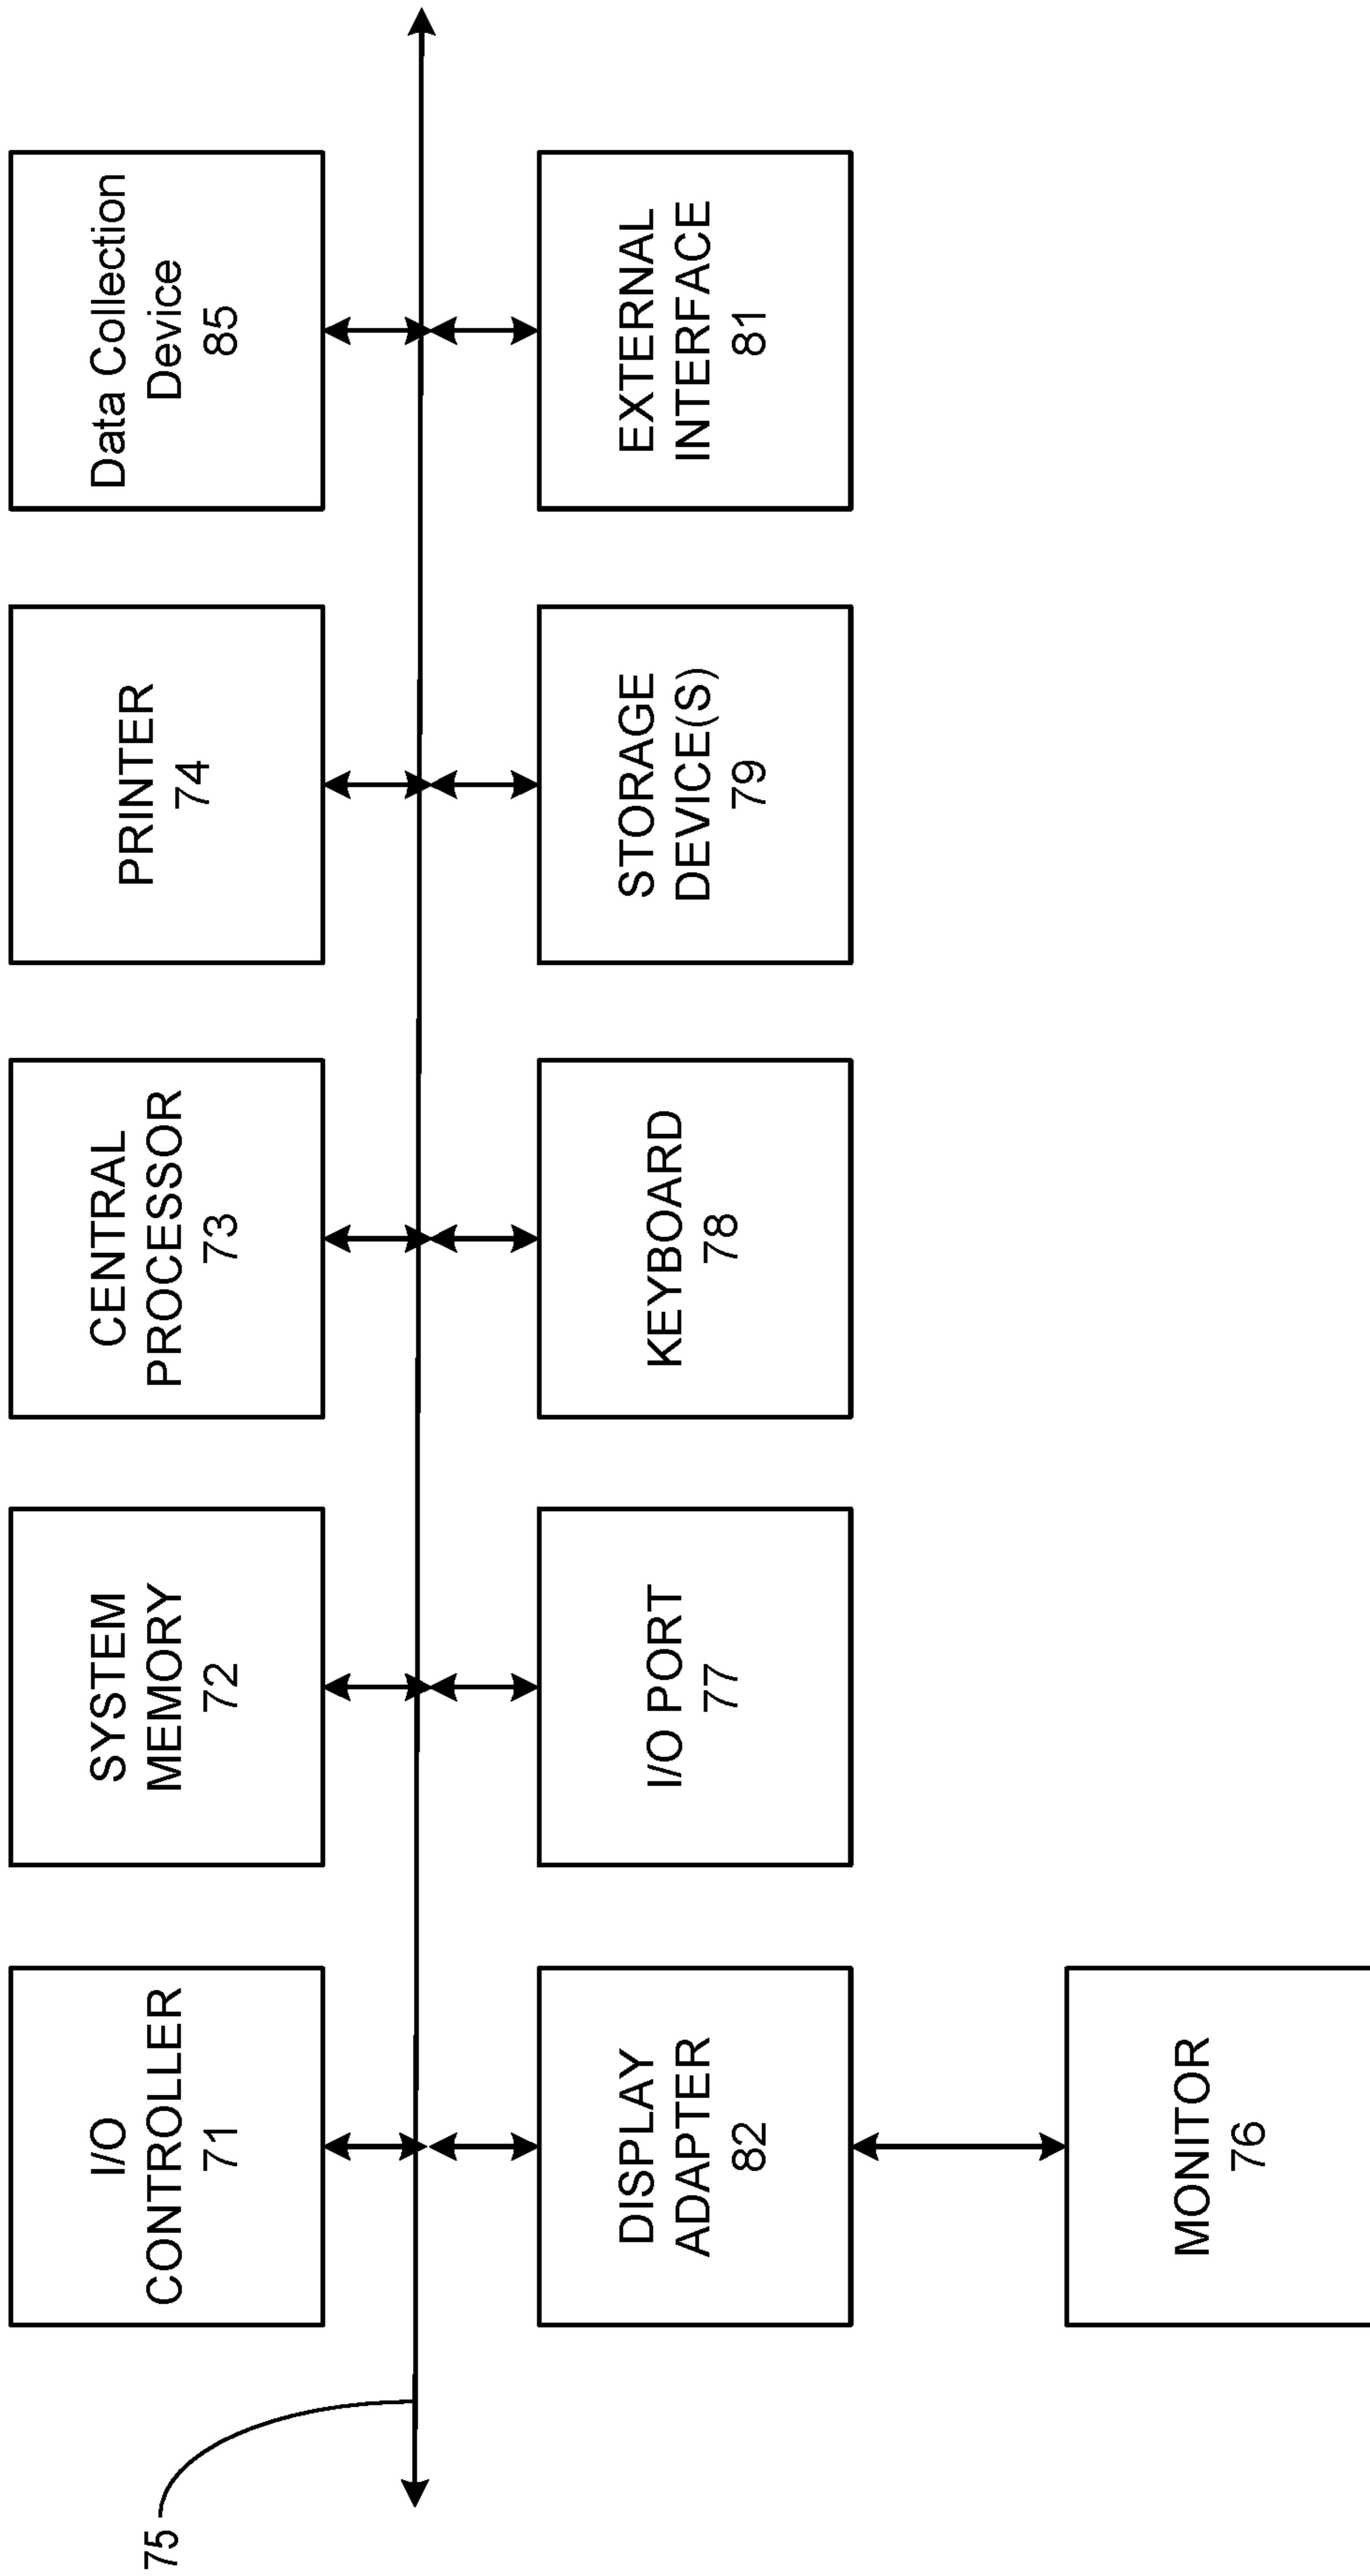 I/O
CONTROLLER
71
SYSTEM
MEMORY
72
CENTRAL
PROCESSOR
73
PRINTER
74
Data Collection
Device
85
75
DISPLAY
ADAPTER
82
I/O PORT
77
KEYBOARD
78
STORAGE
DEVICE(S)
79
EXTERNAL
INTERFACE
81
MONITOR
76